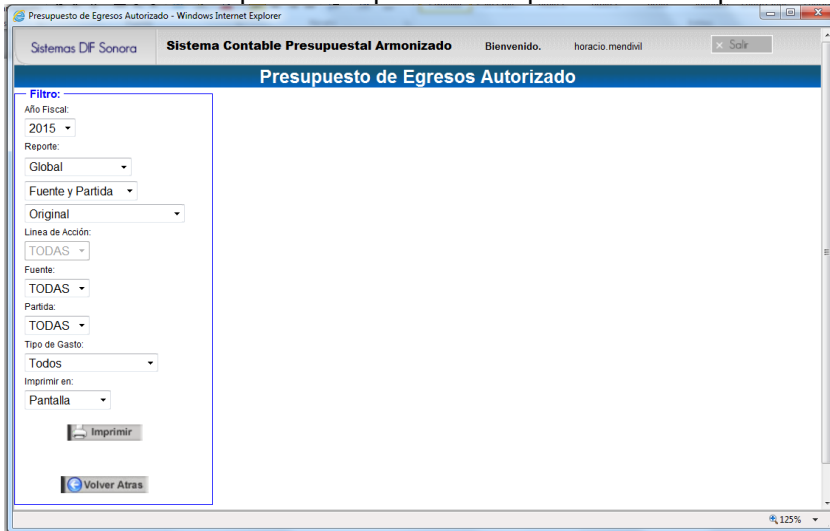 Presupuesto de Egresos Autorizado - Windows Internet Explorer
Sistemas DIF Sonora Sistema Contable Presupuestal Armonizado Bienvenido. horacio.mendivil × Salir
Presupuesto de Egresos Autorizado
Filtro:
Año Fiscal:
2015
Reporte:
Global
Fuente y Partida
Original
Linea de Acción:
TODAS
Fuente:
TODAS
Partida:
TODAS
Tipo de Gasto:
Todos
Imprimir en:
Pantalla
Imprimir
Volver Atras
125%